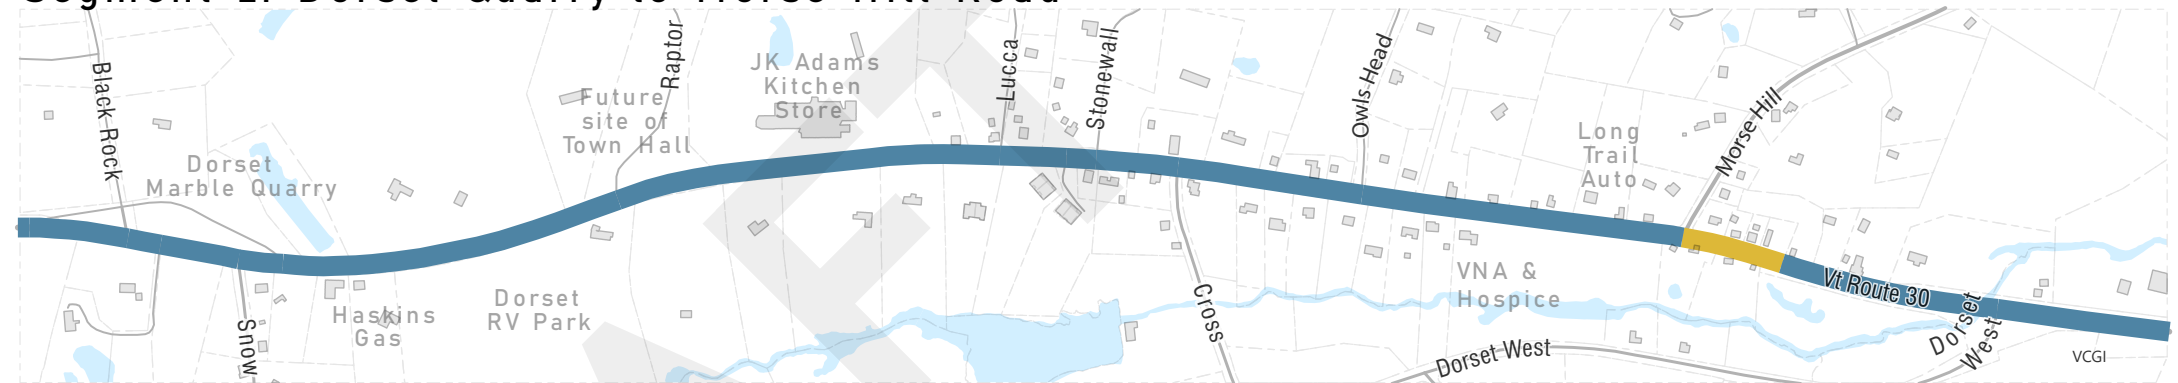 Segment 2: Dorset Quarry to Morse Hill Road
Black Rock
Dorset
Marble Quarry
Snow
Haskins
Gas
Dorset
RV Park
Future
site of
Town Hall
Raptor
JK Adams
Kitchen
Store
Lucca
Stonewall
Cross
Owls Head
VNA &
Hospice
Dorset West
Long
Trail
Auto
Morse Hill
Vt Route 30
Dorset
West
VCGI